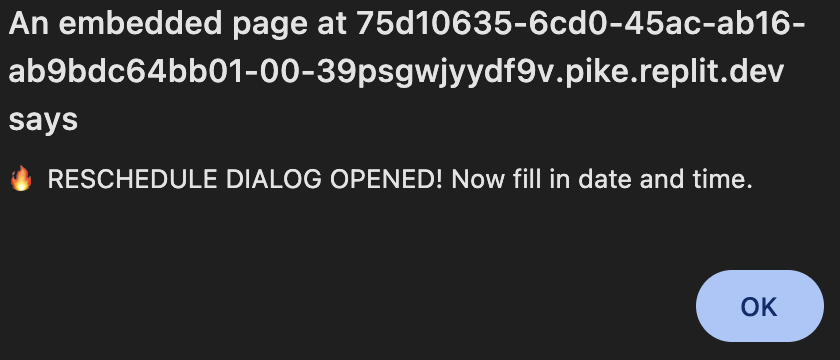 An embedded page at 75d10635-6cd0-45ac-ab16-
ab9bdc64bb01-00-39psgwjyydf9v.pike.replit.dev
says
🔥 RESCHEDULE DIALOG OPENED! Now fill in date and time.
OK